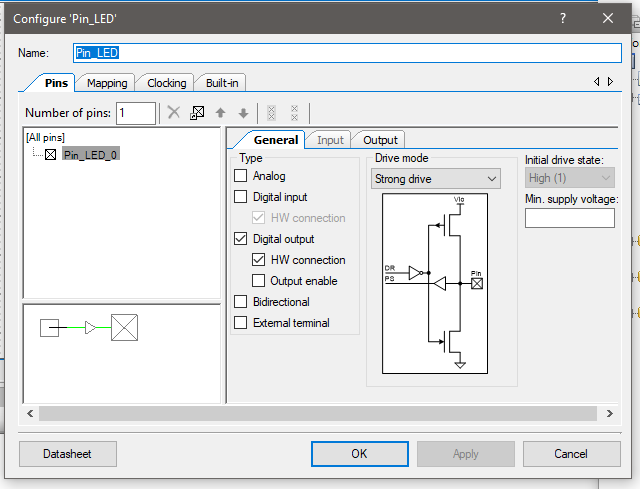 Configure 'Pin_LED'
?
Name:
Pin_LED
Pins Mapping Clocking Built-in
Number of pins: 1
[All pins]
Pin_LED_0
General Input Output
Type
Analog
Digital input
HW connection
Digital output
HW connection
Output enable
Bidirectional
External terminal
Drive mode
Strong drive
Vio
DR
PS
Pin
Initial drive state:
High (1)
Min. supply voltage:
Datasheet
OK
Apply
Cancel